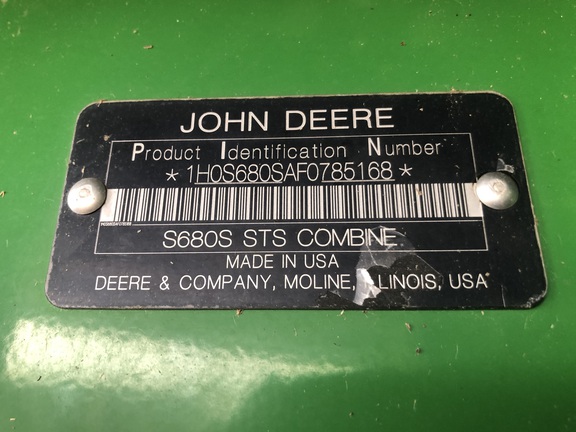 JOHN DEERE
Product Identification Number
*1H0S680SAF0785168*
S680S STS COMBINE
MADE IN USA
DEERE & COMPANY, MOLINE, ILLINOIS, USA